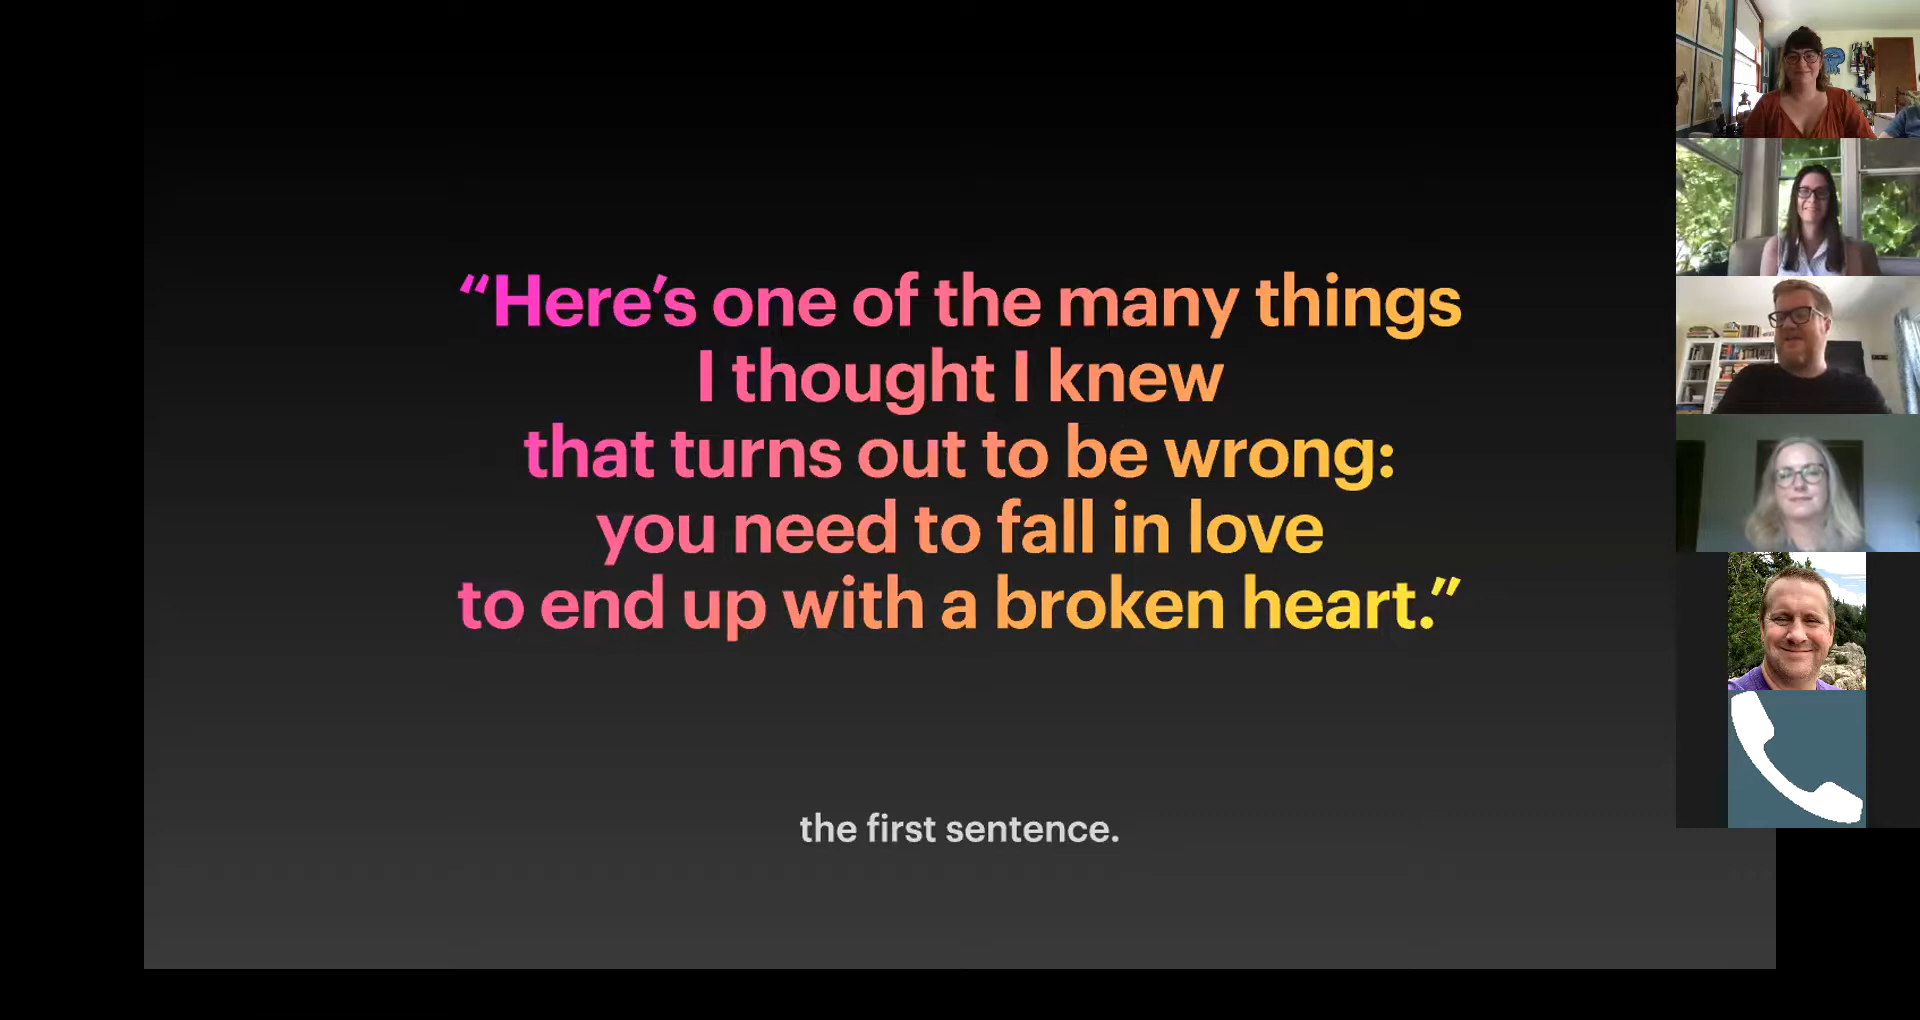 “Here’s one of the many things
I thought I knew
that turns out to be wrong:
you need to fall in love
to end up with a broken heart.”
the first sentence.